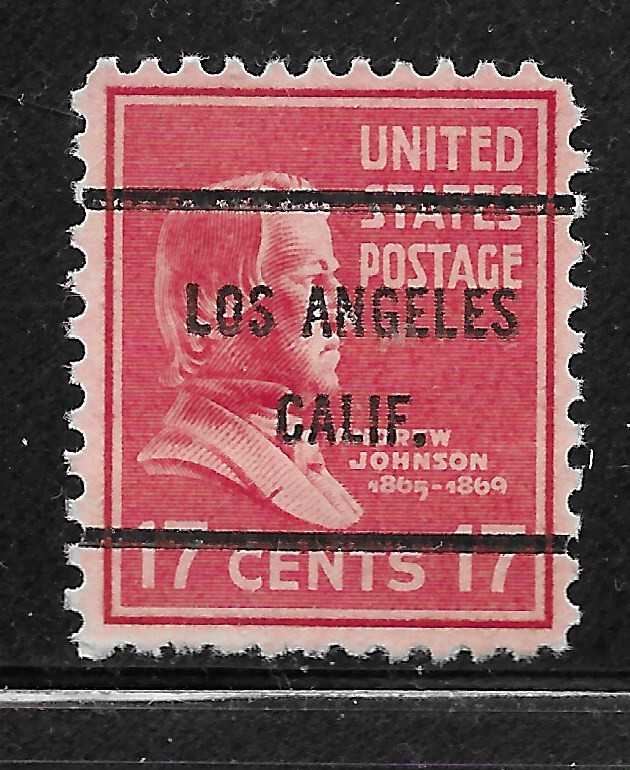 UNITED
STATES
POSTAGE
LOS ANGELES
CALIF.
JOHNSON
1865-1869
17 CENTS 17